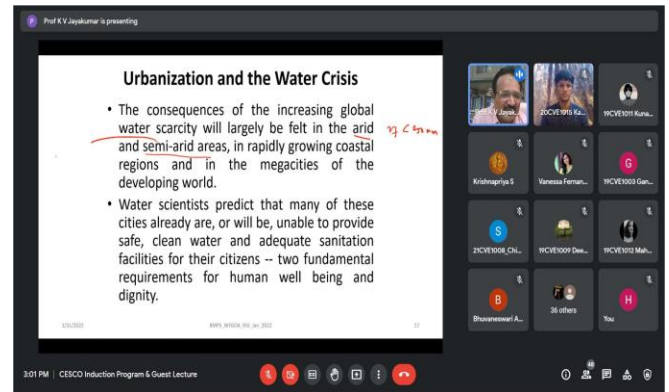 P Prof K V Jayakumar is presenting
Urbanization and the Water Crisis
• The consequences of the increasing global
water scarcity will largely be felt in the arid
and semi-arid areas, in rapidly growing coastal
regions and in the megacities of the
developing world.
• Water scientists predict that many of these
cities already are, or will be, unable to provide
safe, clean water and adequate sanitation
facilities for their citizens -- two fundamental
requirements for human well being and
dignity.
1/31/2022
17
Prof K V Jayak...
20CVE1015 Ka...
19CVE1011 Kuna...
Krishnapriya S
Vanessa Fernan...
G
19CVE1003 Gan...
S
21CVE1008_Chi...
19CVE1009 Dee...
19CVE1012 Mah...
B
Bhuvaneswari A...
36 others
H
You
3:01 PM | CESCO Induction Program & Guest Lecture